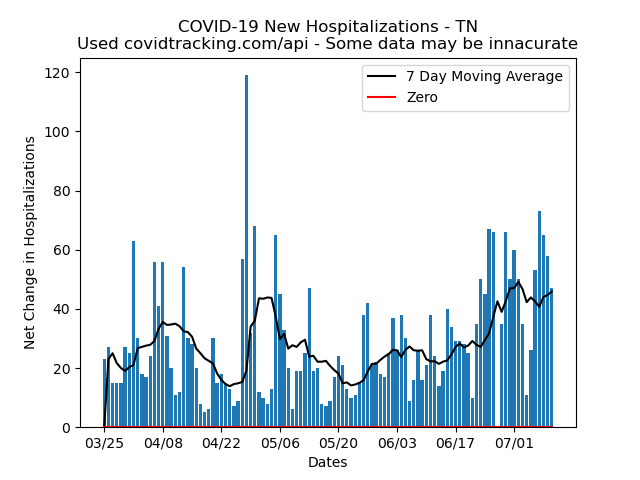 COVID-19 New Hospitalizations - TN
Used covidtracking.com/api - Some data may be innacurate
7 Day Moving Average
Zero
Net Change in Hospitalizations
120
100
80
60
40
20
0
03/25 04/08 04/22 05/06 05/20 06/03 06/17 07/01
Dates